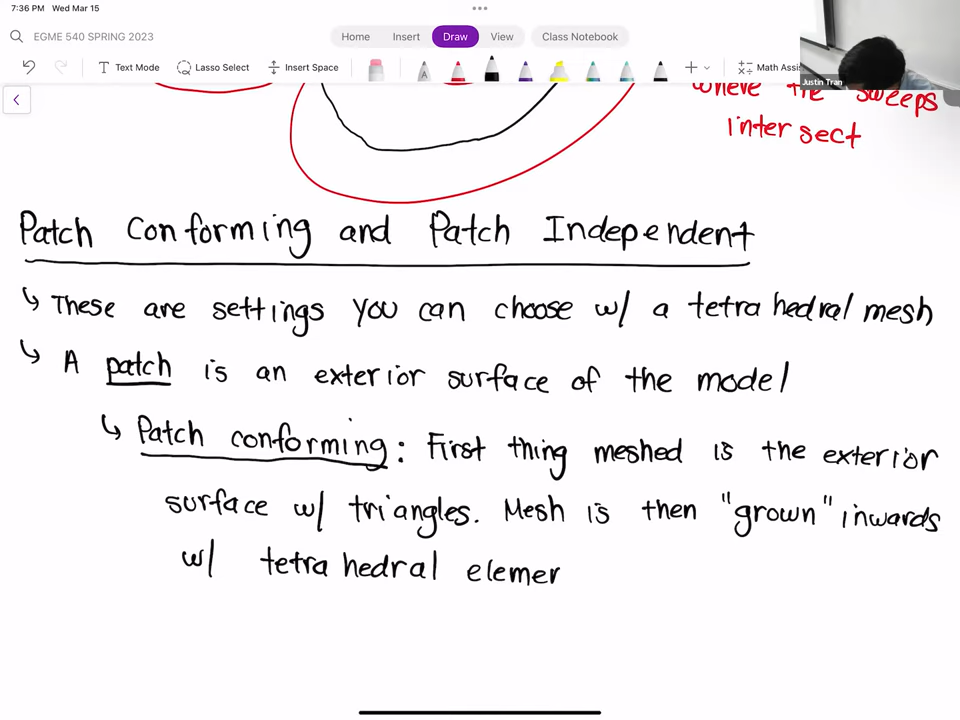 7:36 PM Wed Mar 15
EGME 540 SPRING 2023
Home Insert Draw View Class Notebook
Text Mode Lasso Select Insert Space Math Assis
Justin Tran
where the sweeps
intersect
Patch Conforming and Patch Independent
↳ These are settings you can choose w/ a tetrahedral mesh
↳ A patch is an exterior surface of the model
↳ Patch conforming: First thing meshed is the exterior
surface w/ triangles. Mesh is then "grown" inwards
w/ tetrahedral elemer